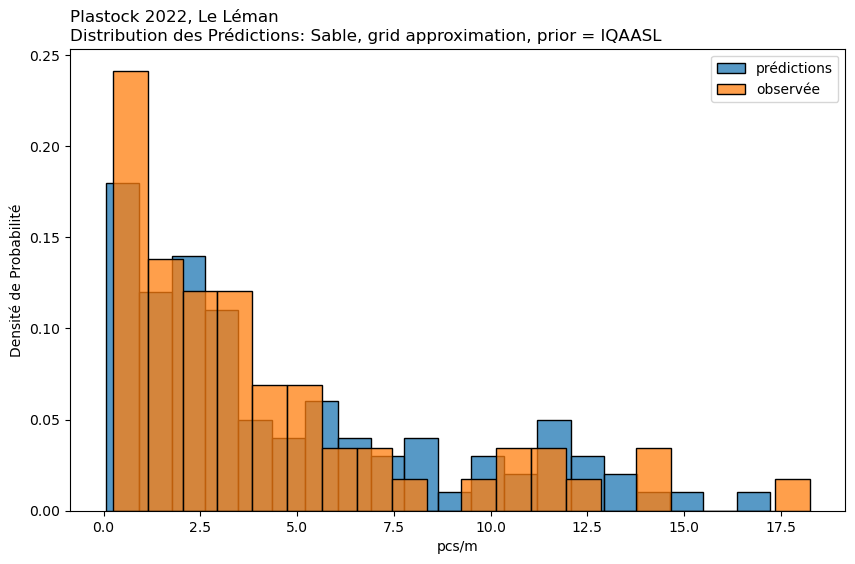 Plastock 2022, Le Léman
Distribution des Prédictions: Sable, grid approximation, prior = IQAASL
prédictions
observée
Densité de Probabilité
0.25
0.20
0.15
0.10
0.05
0.00
0.0
2.5
5.0
7.5
10.0
12.5
15.0
17.5
pcs/m